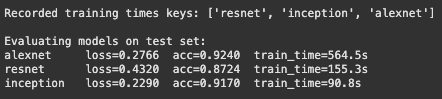 Recorded training times keys: ['resnet', 'inception', 'alexnet']
Evaluating models on test set:
alexnet loss=0.2766 acc=0.9240 train_time=564.5s
resnet loss=0.4320 acc=0.8724 train_time=155.3s
inception loss=0.2290 acc=0.9170 train_time=90.8s